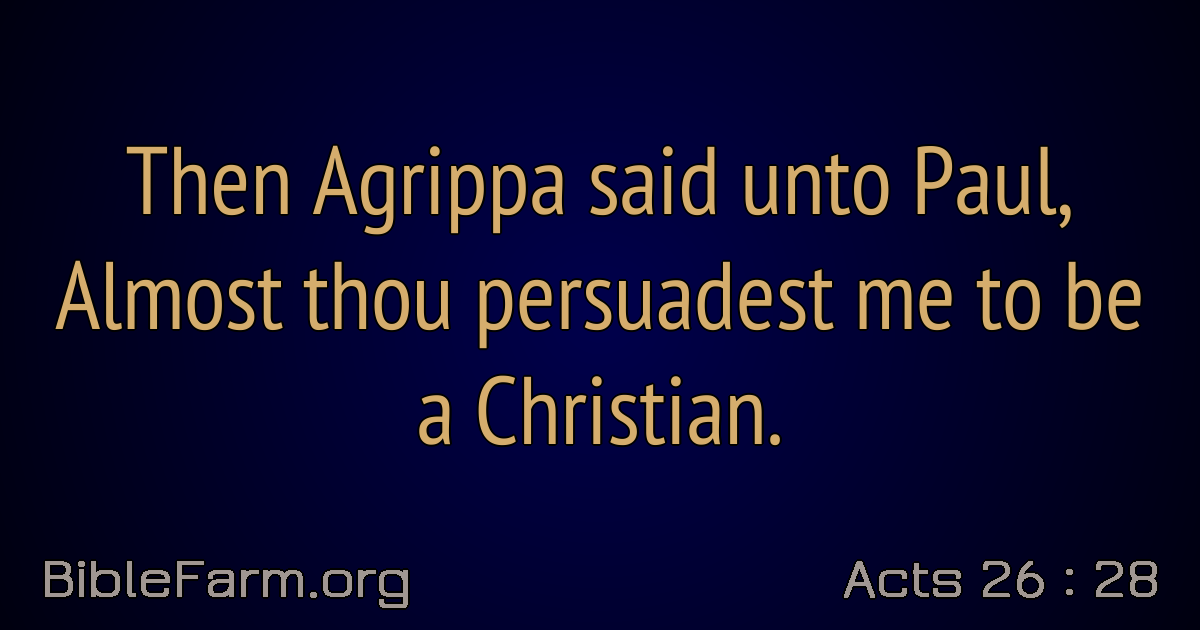 Then Agrippa said unto Paul,
Almost thou persuadest me to be
a Christian.
BibleFarm.org
Acts 26 : 28